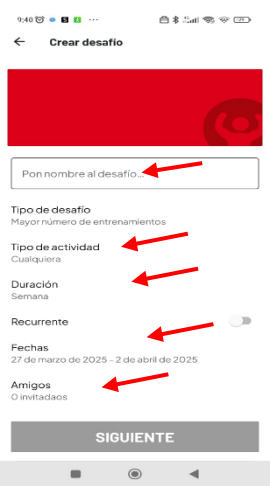 9:40
Crear desafío
Pon nombre al desafío...
Tipo de desafío
Mayor número de entrenamientos
Tipo de actividad
Cualquiera
Duración
Semana
Recurrente
Fechas
27 de marzo de 2025 - 2 de abril de 2025
Amigos
0 invitadaos
SIGUIENTE